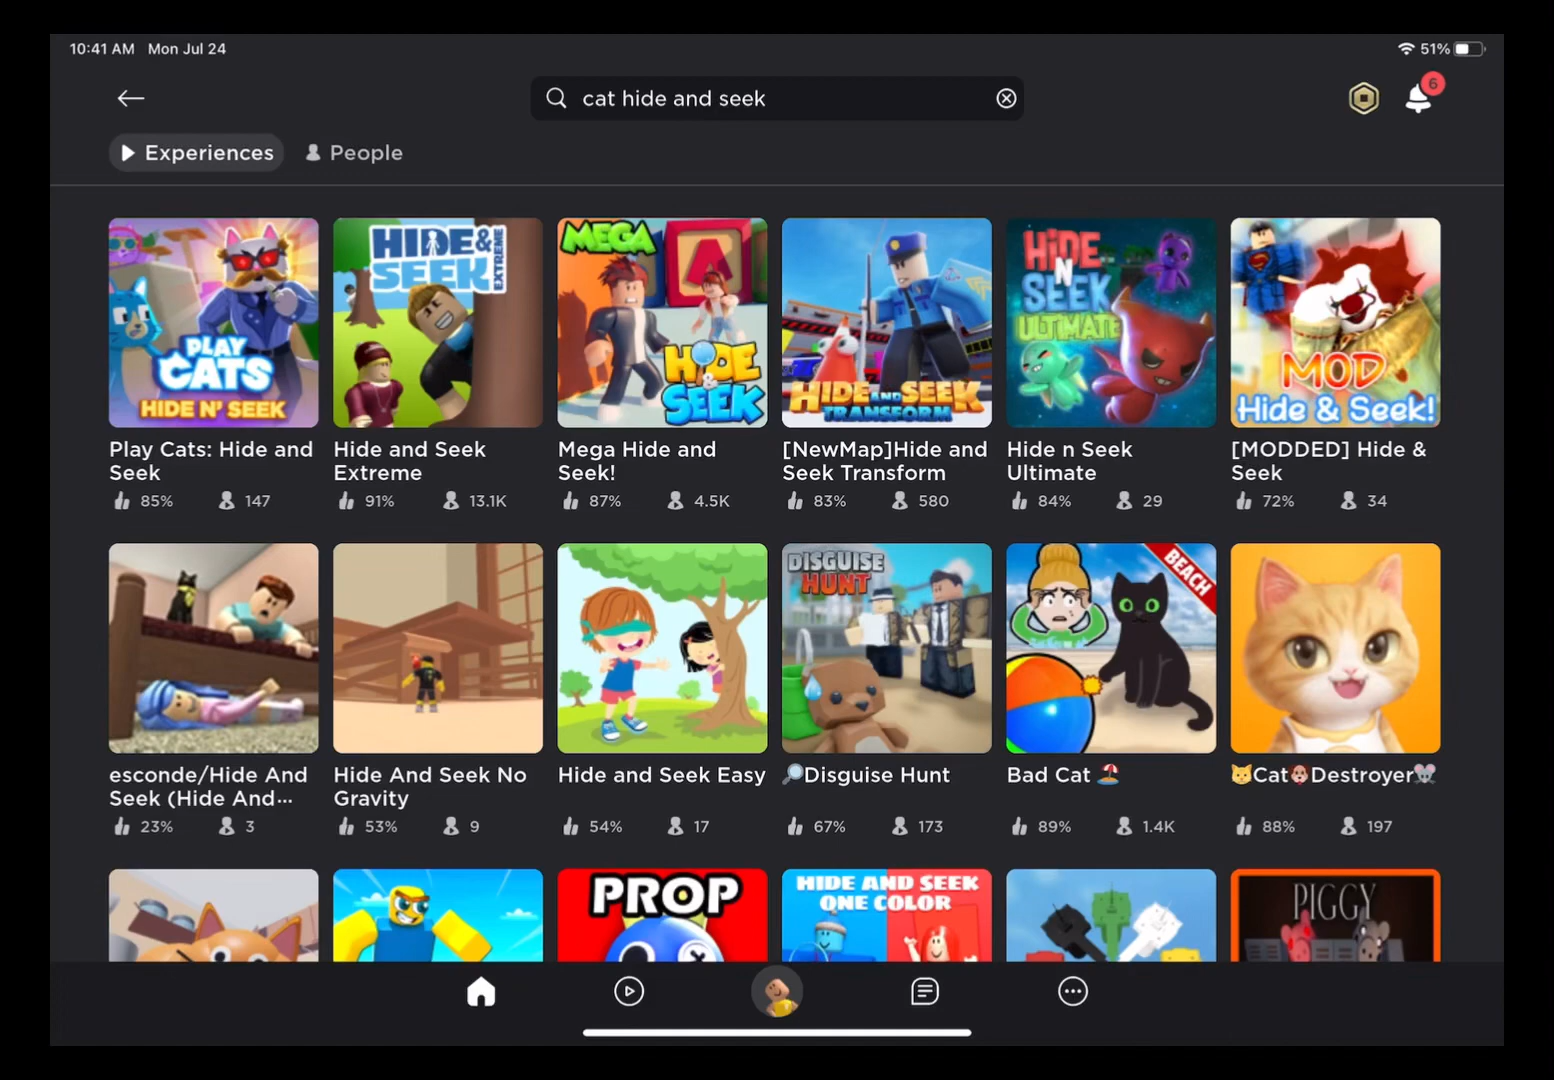 10:41 AM Mon Jul 24
51%
cat hide and seek
6
Experiences
People
PLAY
CATS
HIDE N' SEEK
HIDE&
SEEK
EXTREME
MEGA
A
HIDE
&
SEEK
HIDE AND SEEK
TRANSFORM
HiDE
N
SEEK
ULTIMATE
MOD
Hide & Seek!
Play Cats: Hide and
Seek
85% 147
Hide and Seek
Extreme
91% 13.1K
Mega Hide and
Seek!
87% 4.5K
[NewMap]Hide and
Seek Transform
83% 580
Hide n Seek
Ultimate
84% 29
[MODDED] Hide &
Seek
72% 34
DISGUISE
HUNT
BEACH
esconde/Hide And
Seek (Hide And...
23% 3
Hide And Seek No
Gravity
53% 9
Hide and Seek Easy
54% 17
🔎Disguise Hunt
67% 173
Bad Cat 🏖️
89% 1.4K
🐱Cat🐶Destroyer🐭
88% 197
PROP
HIDE AND SEEK
ONE COLOR
PIGGY